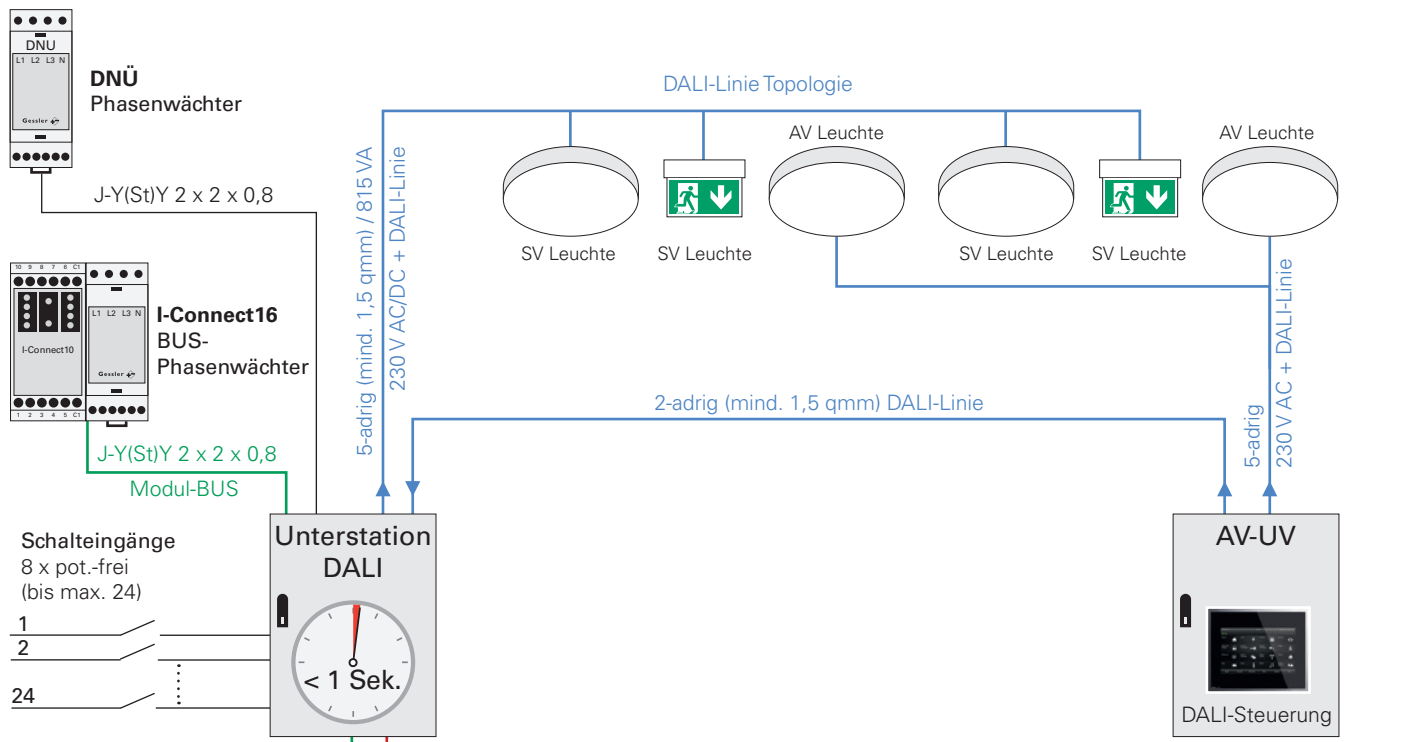 DNU
L1 L2 L3 N
Gessler
DNÜ
Phasenwächter
J-Y(St)Y 2 x 2 x 0,8
10 9 8 7 6 C1
I-Connect10
1 2 3 4 5 C1
L1 L2 L3 N
Gessler
I-Connect16
BUS-
Phasenwächter
J-Y(St)Y 2 x 2 x 0,8
Modul-BUS
Schalteingänge
8 x pot.-frei
(bis max. 24)
1
2
24
Unterstation
DALI
< 1 Sek.
5-adrig (mind. 1,5 qmm) / 815 VA
230 V AC/DC + DALI-Linie
DALI-Linie Topologie
AV Leuchte
AV Leuchte
SV Leuchte
SV Leuchte
SV Leuchte
SV Leuchte
2-adrig (mind. 1,5 qmm) DALI-Linie
5-adrig
230 V AC + DALI-Linie
AV-UV
DALI-Steuerung